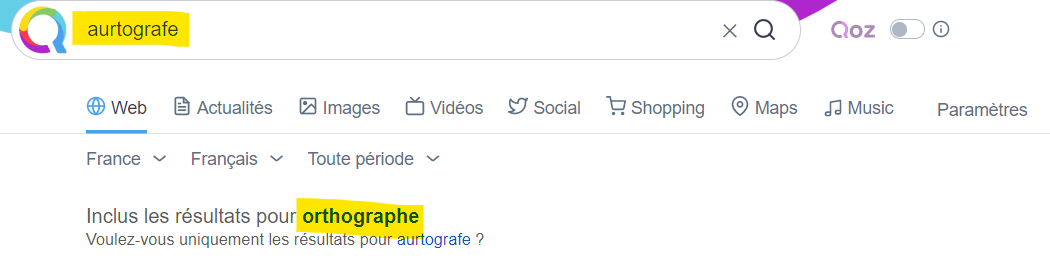 aurtografe
Qoz
Web Actualités Images Vidéos Social Shopping Maps Music Paramètres
France Français Toute période
Inclus les résultats pour orthographe
Voulez-vous uniquement les résultats pour aurtografe ?